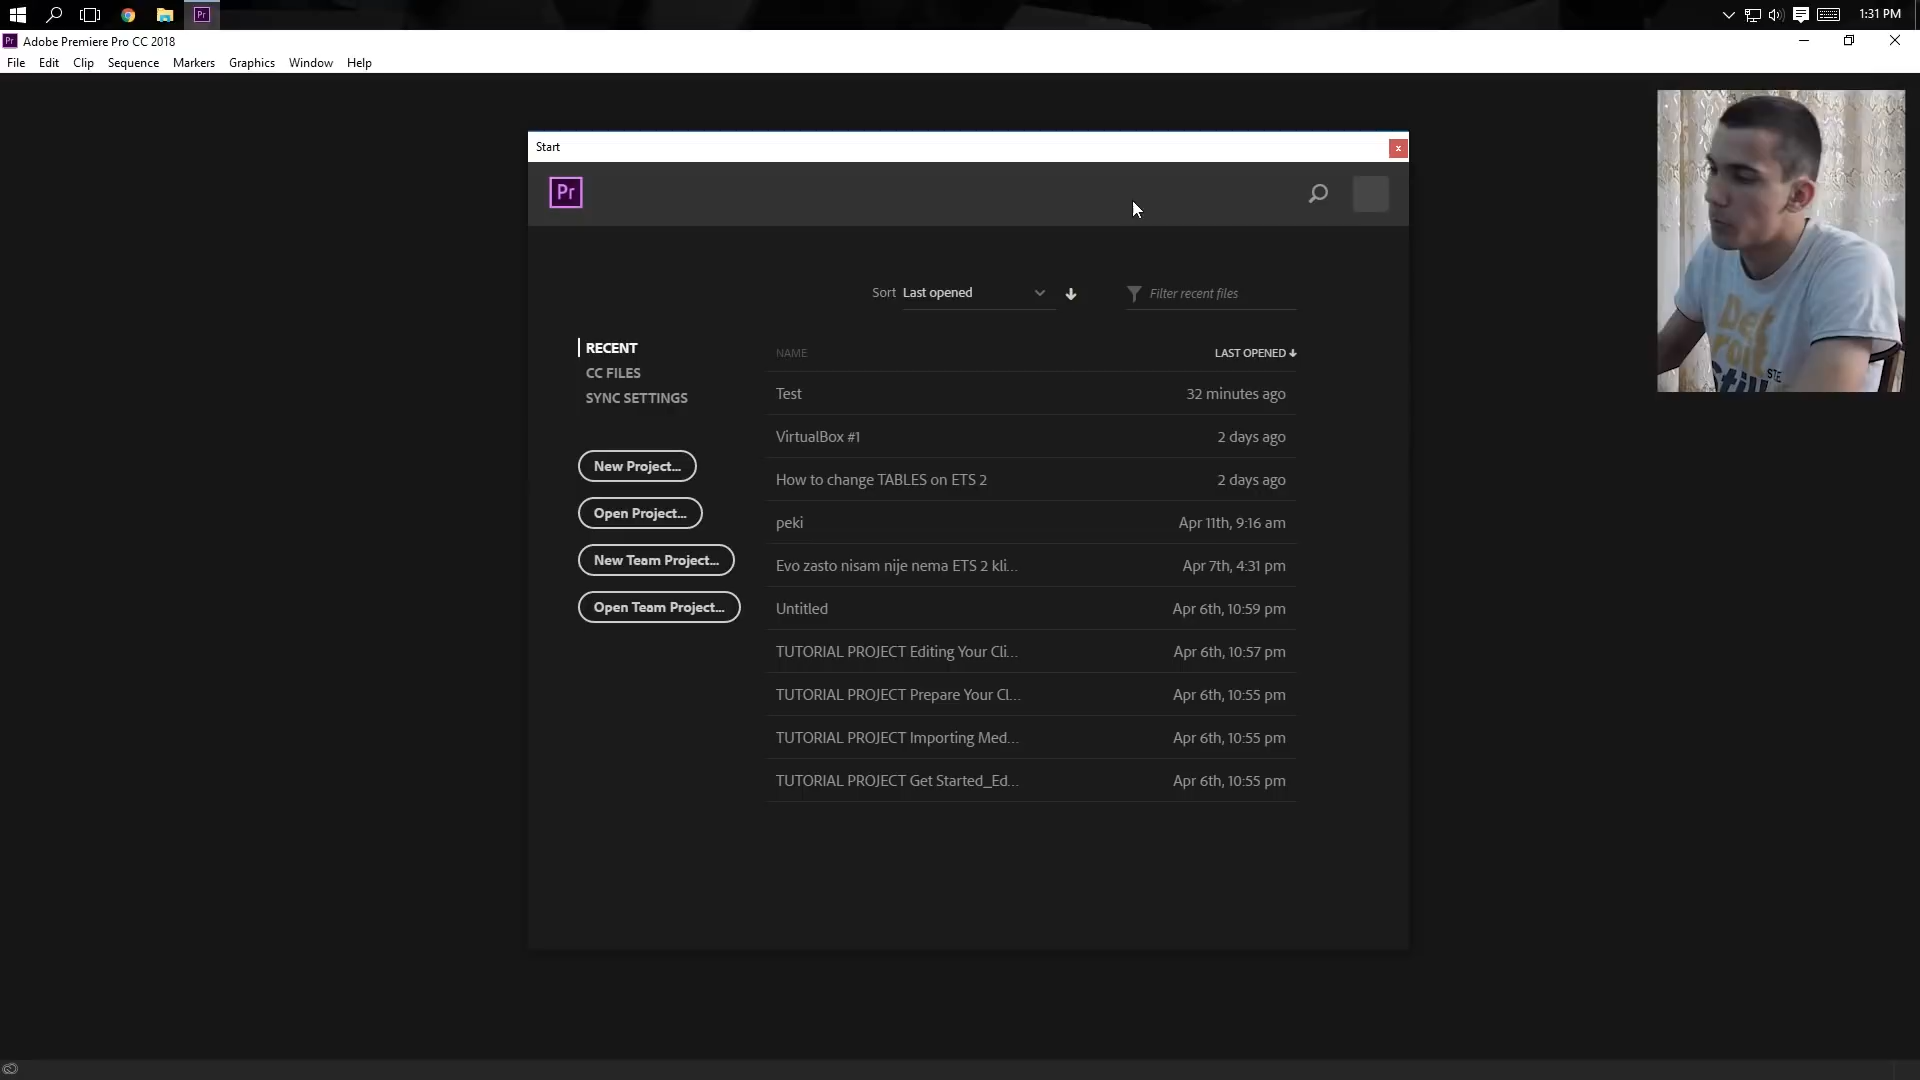 1:31 PM
Pr Adobe Premiere Pro CC 2018
File Edit Clip Sequence Markers Graphics Window Help
Start
Pr
Sort Last opened Filter recent files
RECENT
CC FILES
SYNC SETTINGS
New Project...
Open Project...
New Team Project...
Open Team Project...
NAME LAST OPENED
Test 32 minutes ago
VirtualBox #1 2 days ago
How to change TABLES on ETS 2 2 days ago
peki Apr 11th, 9:16 am
Evo zasto nisam nije nema ETS 2 kli... Apr 7th, 4:31 pm
Untitled Apr 6th, 10:59 pm
TUTORIAL PROJECT Editing Your Cli... Apr 6th, 10:57 pm
TUTORIAL PROJECT Prepare Your Cl... Apr 6th, 10:55 pm
TUTORIAL PROJECT Importing Med... Apr 6th, 10:55 pm
TUTORIAL PROJECT Get Started_Ed... Apr 6th, 10:55 pm